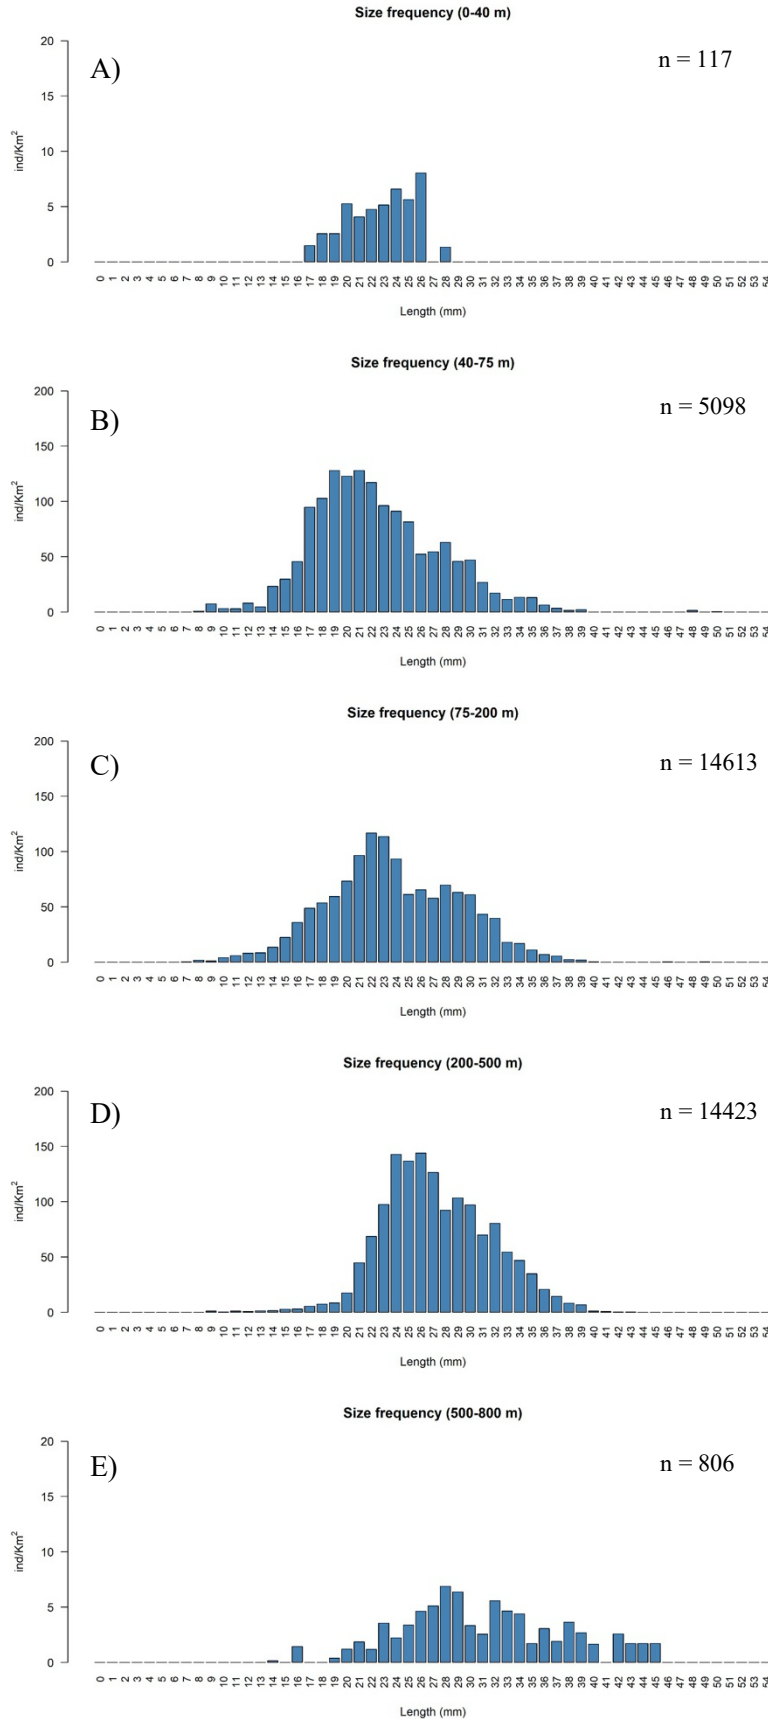 Size frequency (0-40 m)
A)
n = 117
20
15
10
5
0
ind/Km²
0 1 2 3 4 5 6 7 8 9 10 11 12 13 14 15 16 17 18 19 20 21 22 23 24 25 26 27 28 29 30 31 32 33 34 35 36 37 38 39 40 41 42 43 44 45 46 47 48 49 50 51 52 53 54
Length (mm)
Size frequency (40-75 m)
B)
n = 5098
200
150
100
50
0
ind/Km²
0 1 2 3 4 5 6 7 8 9 10 11 12 13 14 15 16 17 18 19 20 21 22 23 24 25 26 27 28 29 30 31 32 33 34 35 36 37 38 39 40 41 42 43 44 45 46 47 48 49 50 51 52 53 54
Length (mm)
Size frequency (75-200 m)
C)
n = 14613
200
150
100
50
0
ind/Km²
0 1 2 3 4 5 6 7 8 9 10 11 12 13 14 15 16 17 18 19 20 21 22 23 24 25 26 27 28 29 30 31 32 33 34 35 36 37 38 39 40 41 42 43 44 45 46 47 48 49 50 51 52 53 54
Length (mm)
Size frequency (200-500 m)
D)
n = 14423
200
150
100
50
0
ind/Km²
0 1 2 3 4 5 6 7 8 9 10 11 12 13 14 15 16 17 18 19 20 21 22 23 24 25 26 27 28 29 30 31 32 33 34 35 36 37 38 39 40 41 42 43 44 45 46 47 48 49 50 51 52 53 54
Length (mm)
Size frequency (500-800 m)
E)
n = 806
20
15
10
5
0
ind/Km²
0 1 2 3 4 5 6 7 8 9 10 11 12 13 14 15 16 17 18 19 20 21 22 23 24 25 26 27 28 29 30 31 32 33 34 35 36 37 38 39 40 41 42 43 44 45 46 47 48 49 50 51 52 53 54
Length (mm)